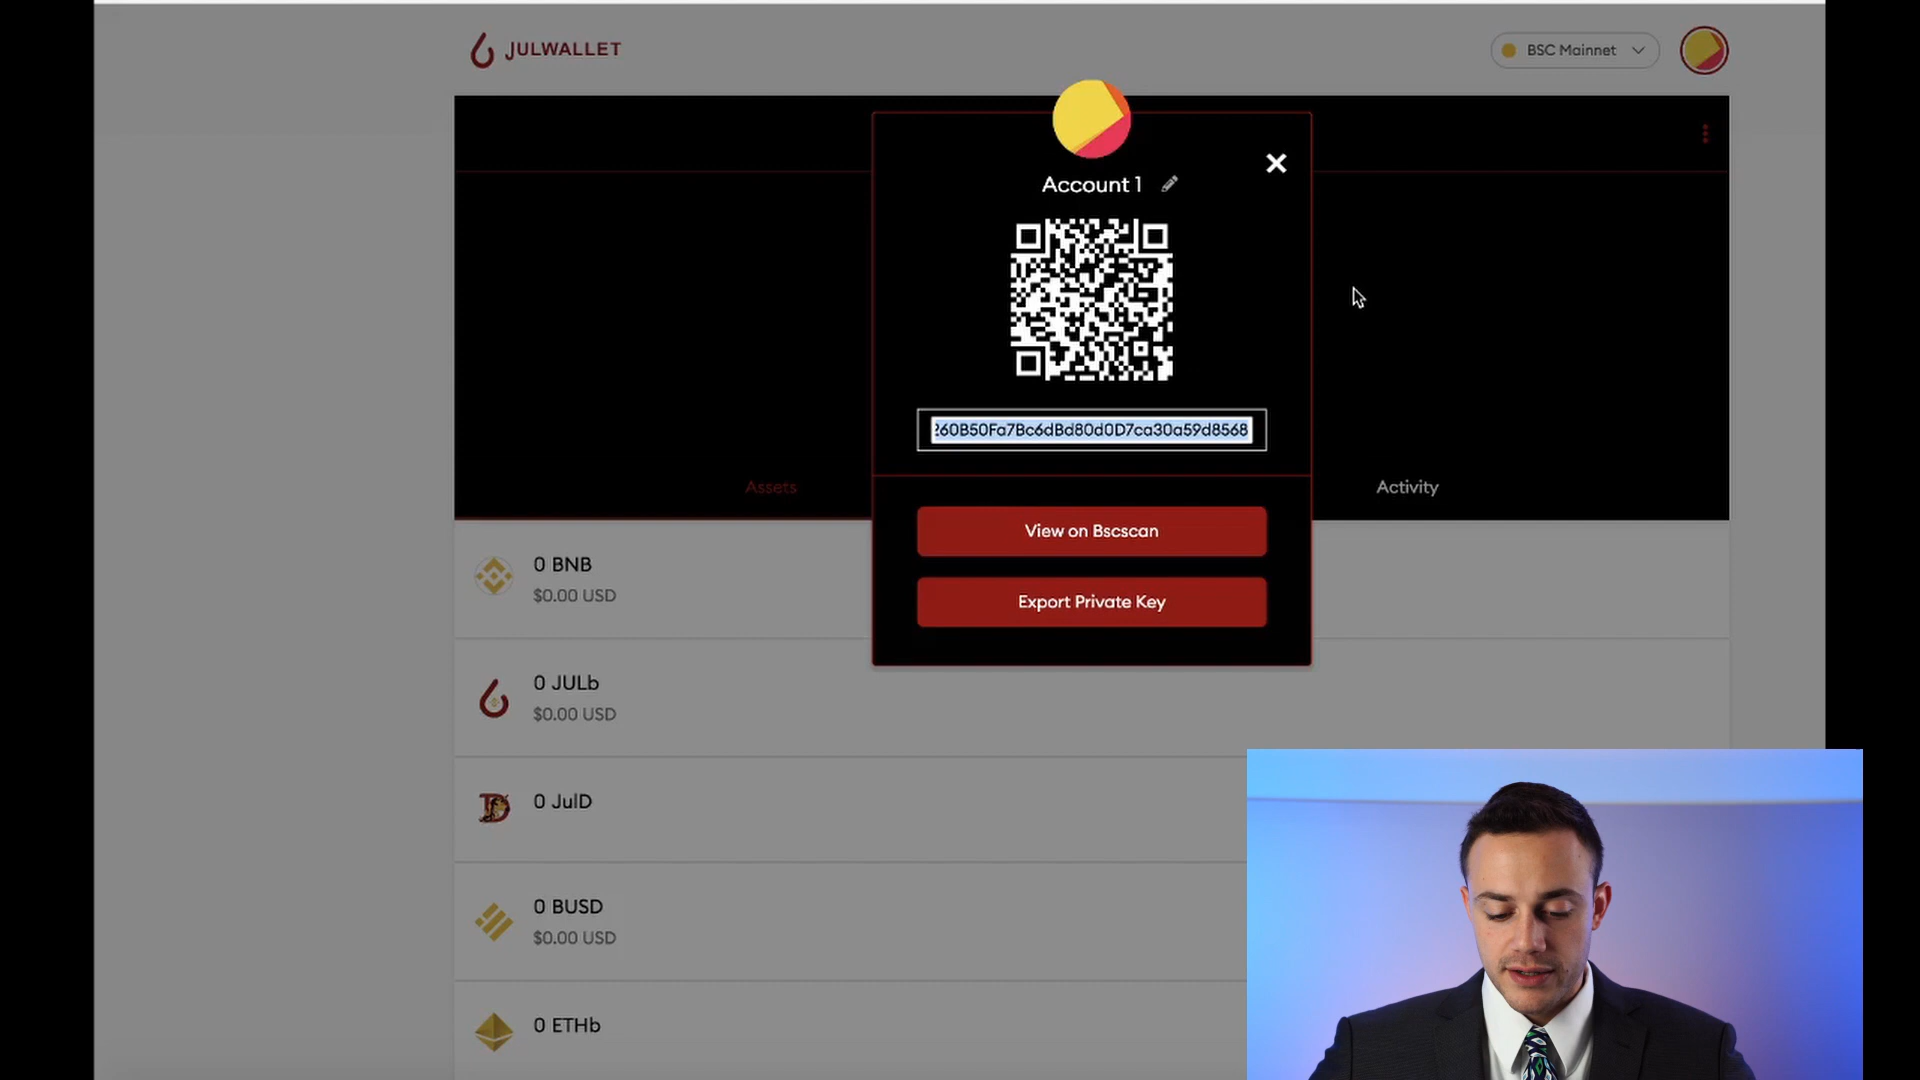 JULWALLET
BSC Mainnet
Account 1
260B50Fa7Bc6dBd80d0D7ca30a59d8568
View on Bscscan
Export Private Key
Assets
Activity
0 BNB
$0.00 USD
0 JULb
$0.00 USD
0 JulD
0 BUSD
$0.00 USD
0 ETHb